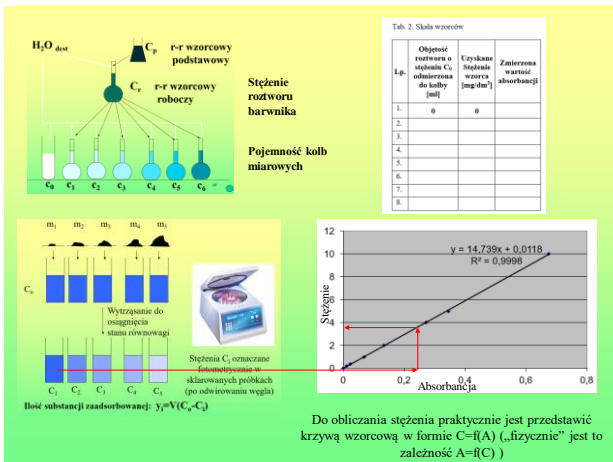 H₂O dest
Cₚ r-r wzorcowy
podstawowy
Cᵣ r-r wzorcowy
roboczy
c₀ c₁ c₂ c₃ c₄ c₅ c₆
Stężenie
roztworu
barwnika
Pojemność kolb
miarowych
Tab. 2. Skala wzorców
Lp.
Objętość
roztworu o
stężeniu C₀
odmierzona
do kolby
[ml]
Uzyskane
Stężenie
wzorca
[mg/dm³]
Zmierzona
wartość
absorbancji
1. 0 0
2.
3.
4.
5.
6.
7.
8.
m₁ m₂ m₃ m₄ m₅
Cₒ
Wytrząsanie do
osiągnięcia
stanu równowagi
C₁ C₂ C₃ C₄ C₅
Stężenia Cᵢ oznaczane
fotometrycznie w
sklarowanych próbkach
(po odwirowaniu węgla)
Ilość substancji zaadsorbowanej: yᵢ=V(Cₒ-Cᵢ)
y = 14,739x + 0,0118
R² = 0,9998
Stężenie
12
10
8
6
4
2
0
0 0,2 0,4 0,6 0,8
Absorbancja
Do obliczania stężenia praktycznie jest przedstawić
krzywą wzorcową w formie C=f(A) („fizycznie” jest to
zależność A=f(C) )